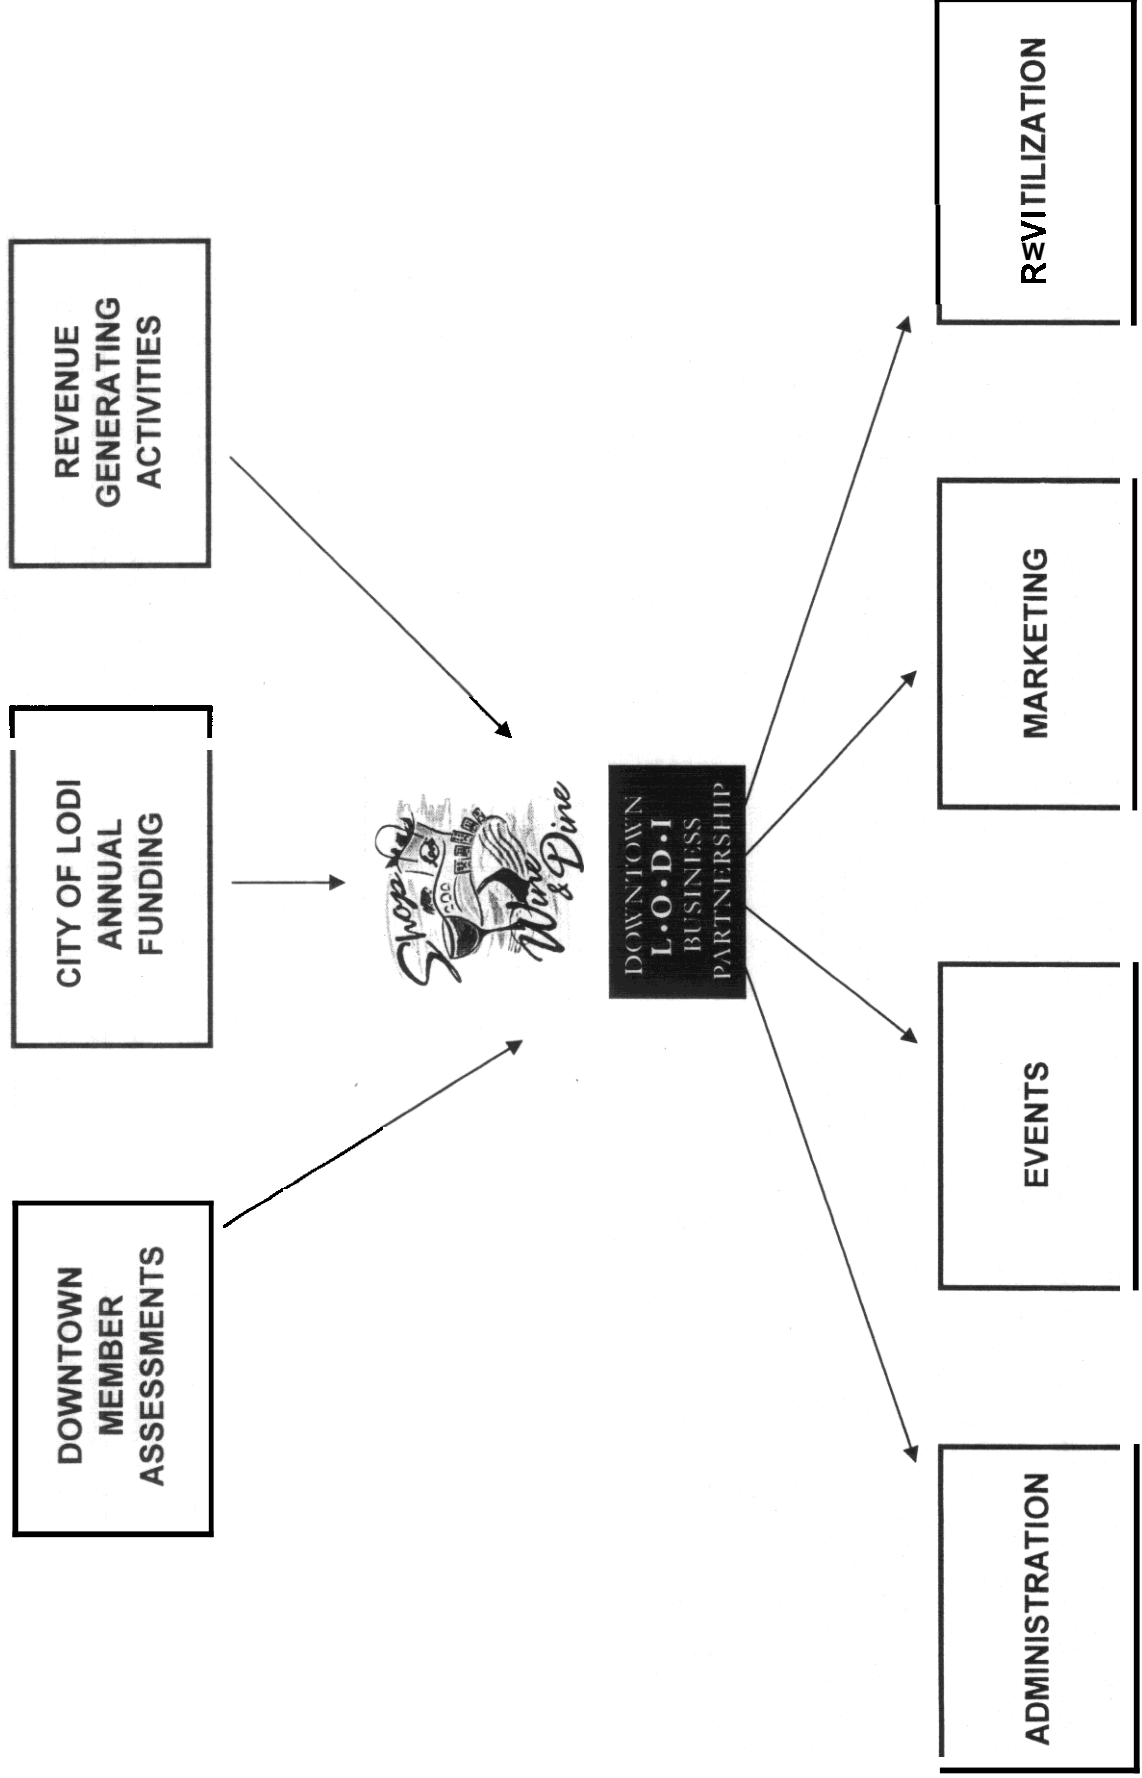 DOWNTOWN
MEMBER
ASSESSMENTS
CITY OF LODI
ANNUAL
FUNDING
REVENUE
GENERATING
ACTIVITIES
Shop
Wine
& Dine
DOWNTOWN
L•O•D•I
BUSINESS
PARTNERSHIP
ADMINISTRATION
EVENTS
MARKETING
REVITILIZATION